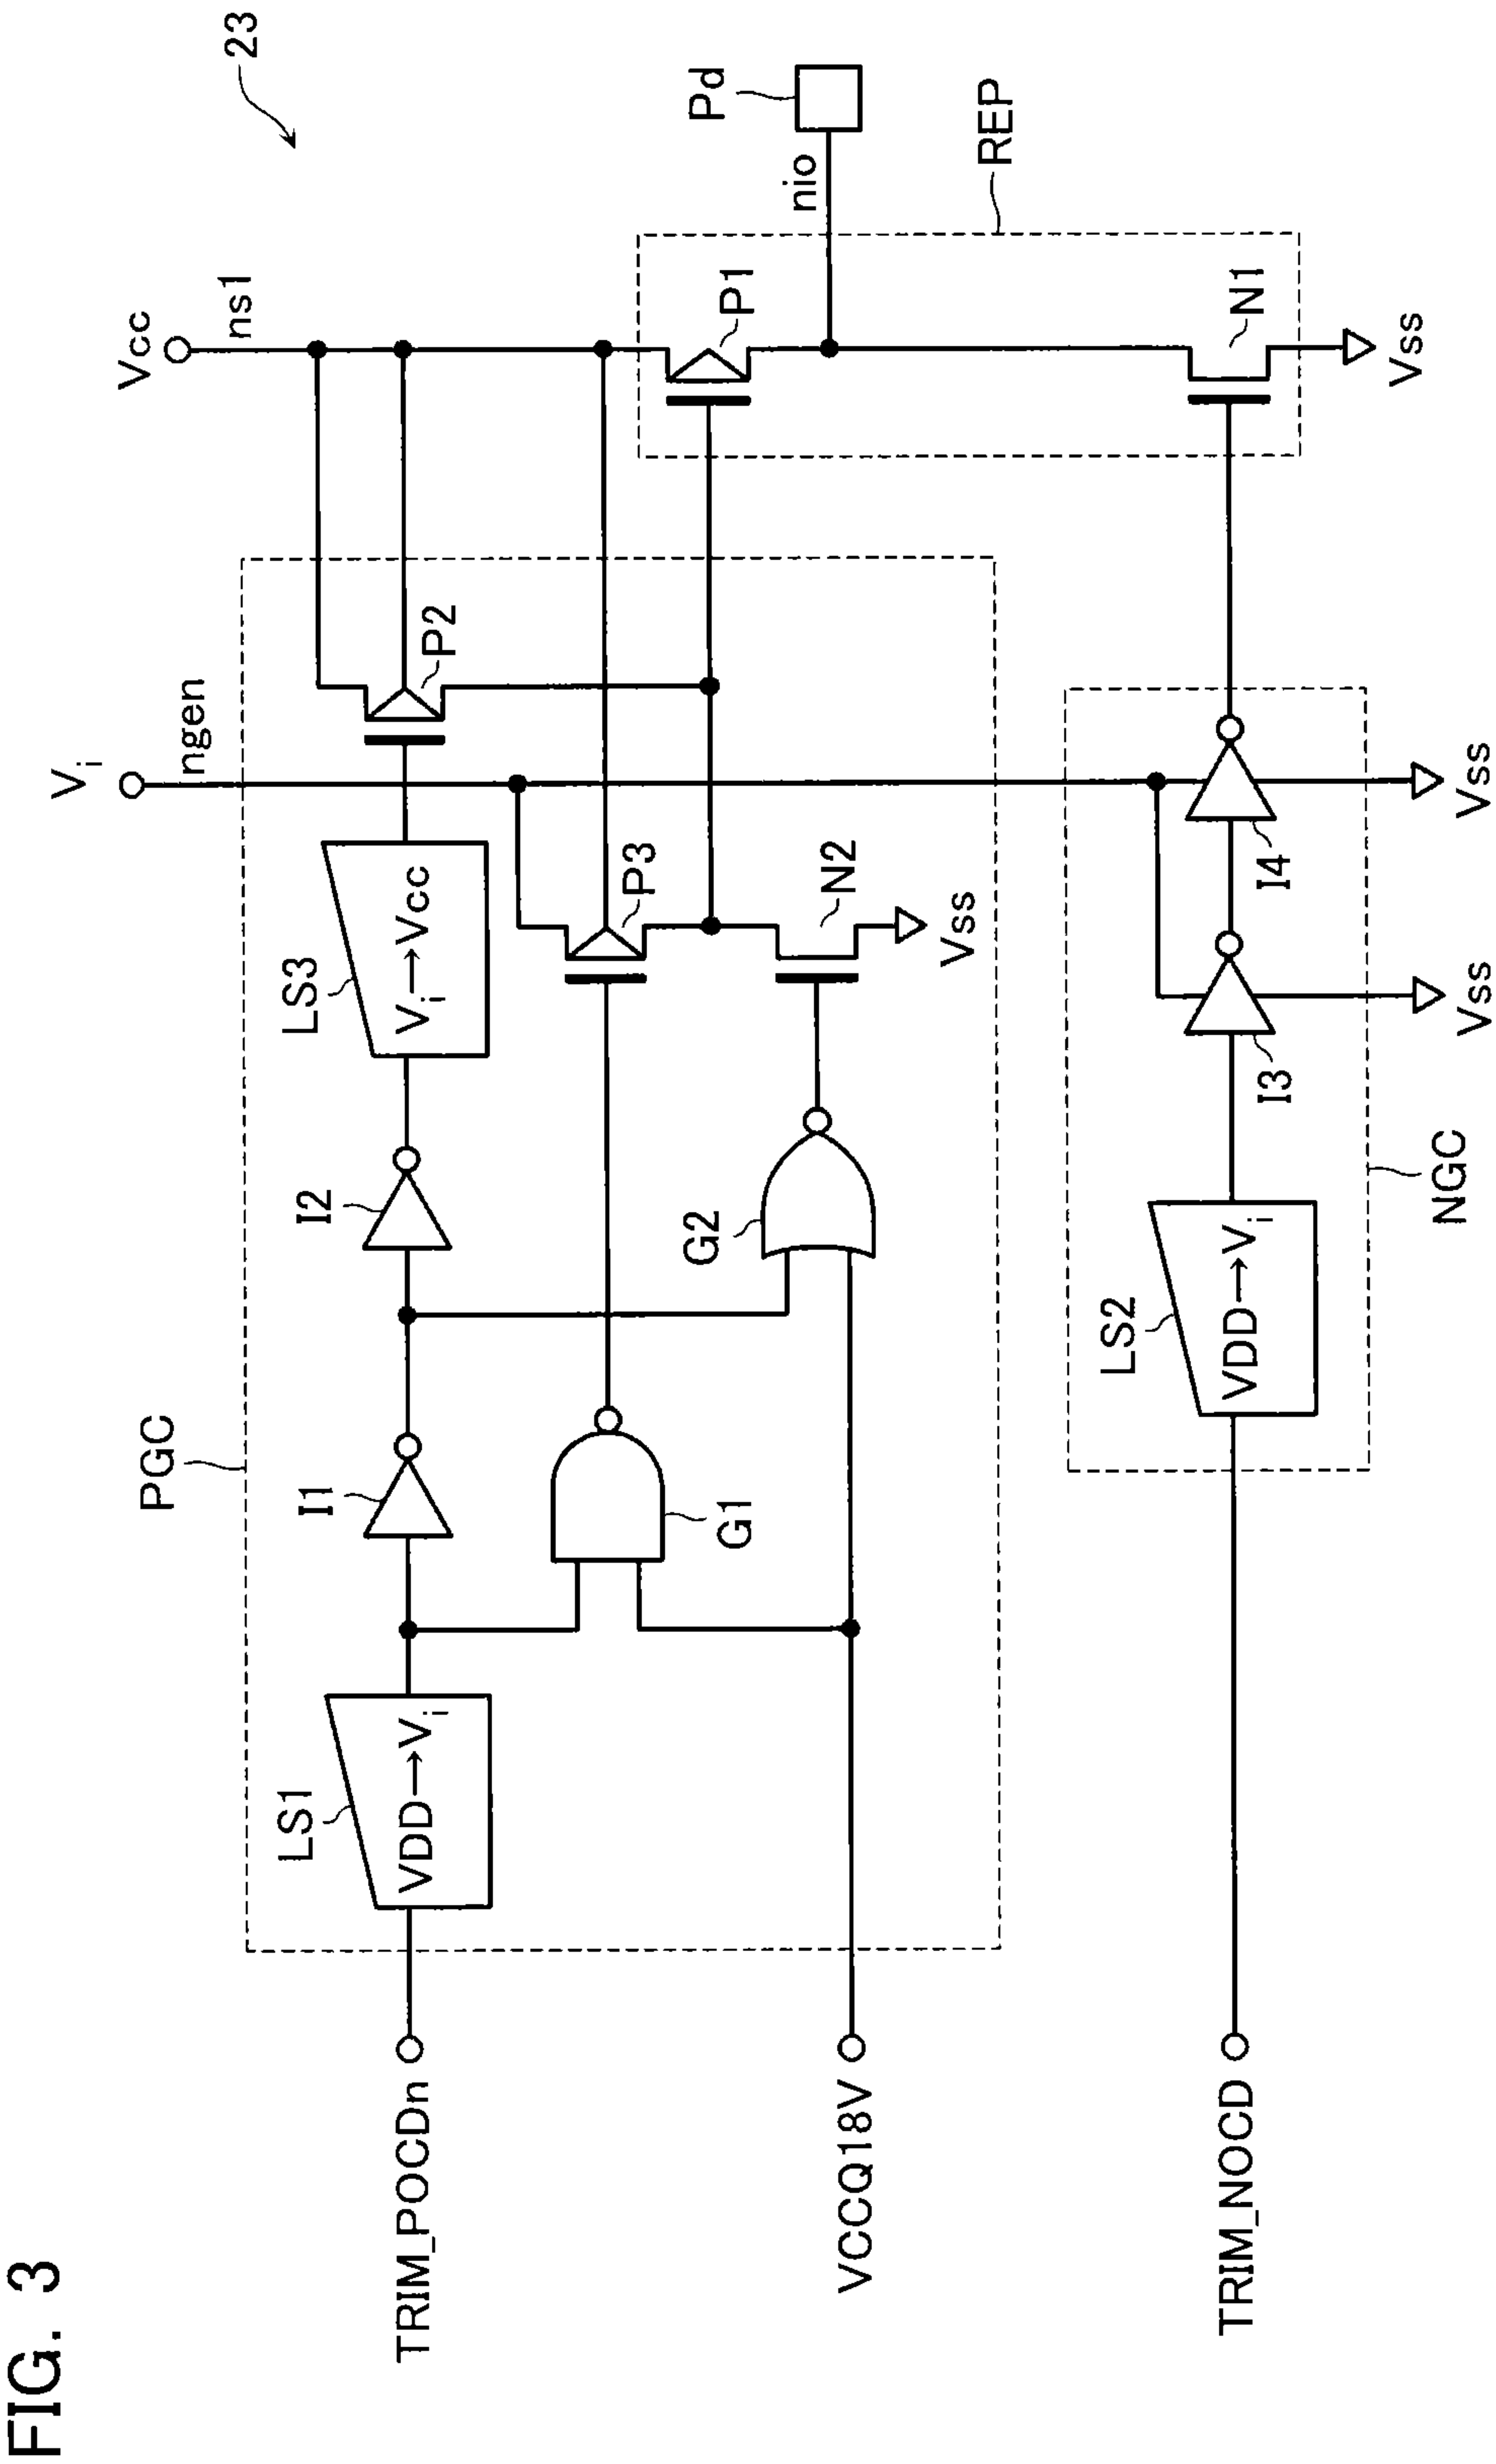 FIG. 3
23
Vcc
ns1
Vi
ngen
PGC
LS1
VDD→Vi
I1
I2
LS3
Vi→Vcc
P2
P3
G1
G2
N2
Vss
TRIM_POCDn
VCCQ18V
P1
nio
Pd
REP
N1
Vss
TRIM_NOCD
LS2
VDD→Vi
I3
I4
Vss
Vss
NGC